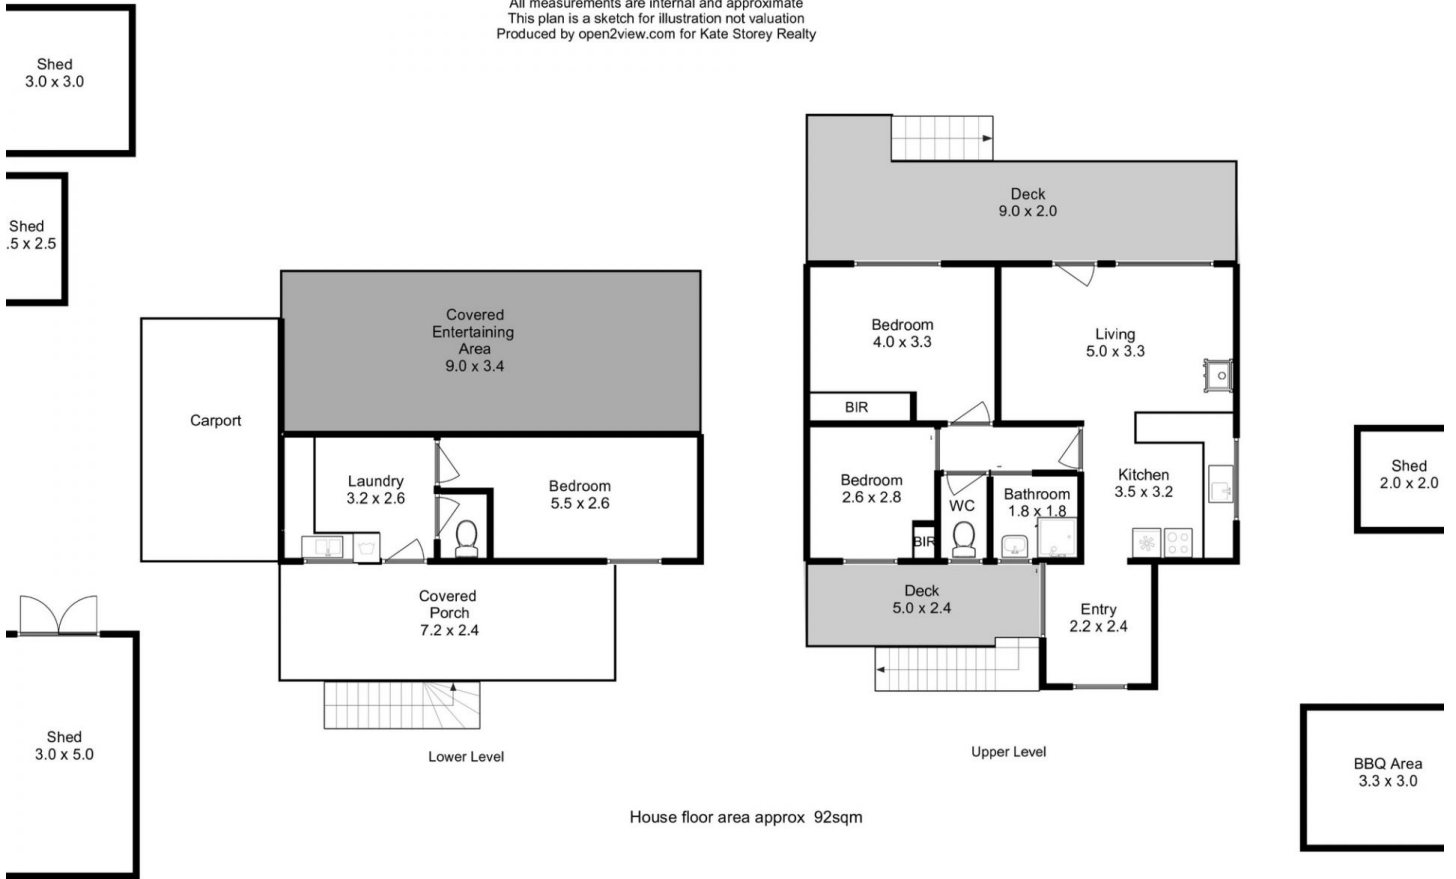 All measurements are internal and approximate
This plan is a sketch for illustration not valuation
Produced by open2view.com for Kate Storey Realty
Shed
3.0 x 3.0
Shed
.5 x 2.5
Carport
Covered
Entertaining
Area
9.0 x 3.4
Laundry
3.2 x 2.6
Bedroom
5.5 x 2.6
Covered
Porch
7.2 x 2.4
Shed
3.0 x 5.0
Lower Level
Deck
9.0 x 2.0
Bedroom
4.0 x 3.3
Living
5.0 x 3.3
BIR
Bedroom
2.6 x 2.8
WC
Bathroom
1.8 x 1.8
Kitchen
3.5 x 3.2
BIR
Deck
5.0 x 2.4
Entry
2.2 x 2.4
Upper Level
Shed
2.0 x 2.0
BBQ Area
3.3 x 3.0
House floor area approx 92sqm